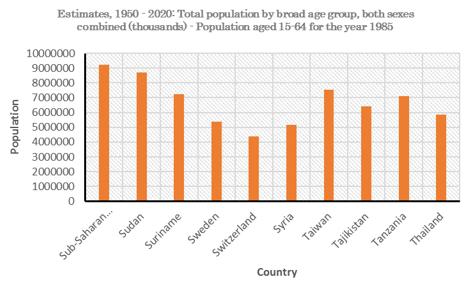 Estimates, 1950 - 2020: Total population by broad age group, both sexes
combined (thousands) - Population aged 15-64 for the year 1985
10000000
9000000
8000000
7000000
6000000
5000000
4000000
3000000
2000000
1000000
0
Population
Sub-Saharan...
Sudan
Suriname
Sweden
Switzerland
Syria
Taiwan
Tajikistan
Tanzania
Thailand
Country